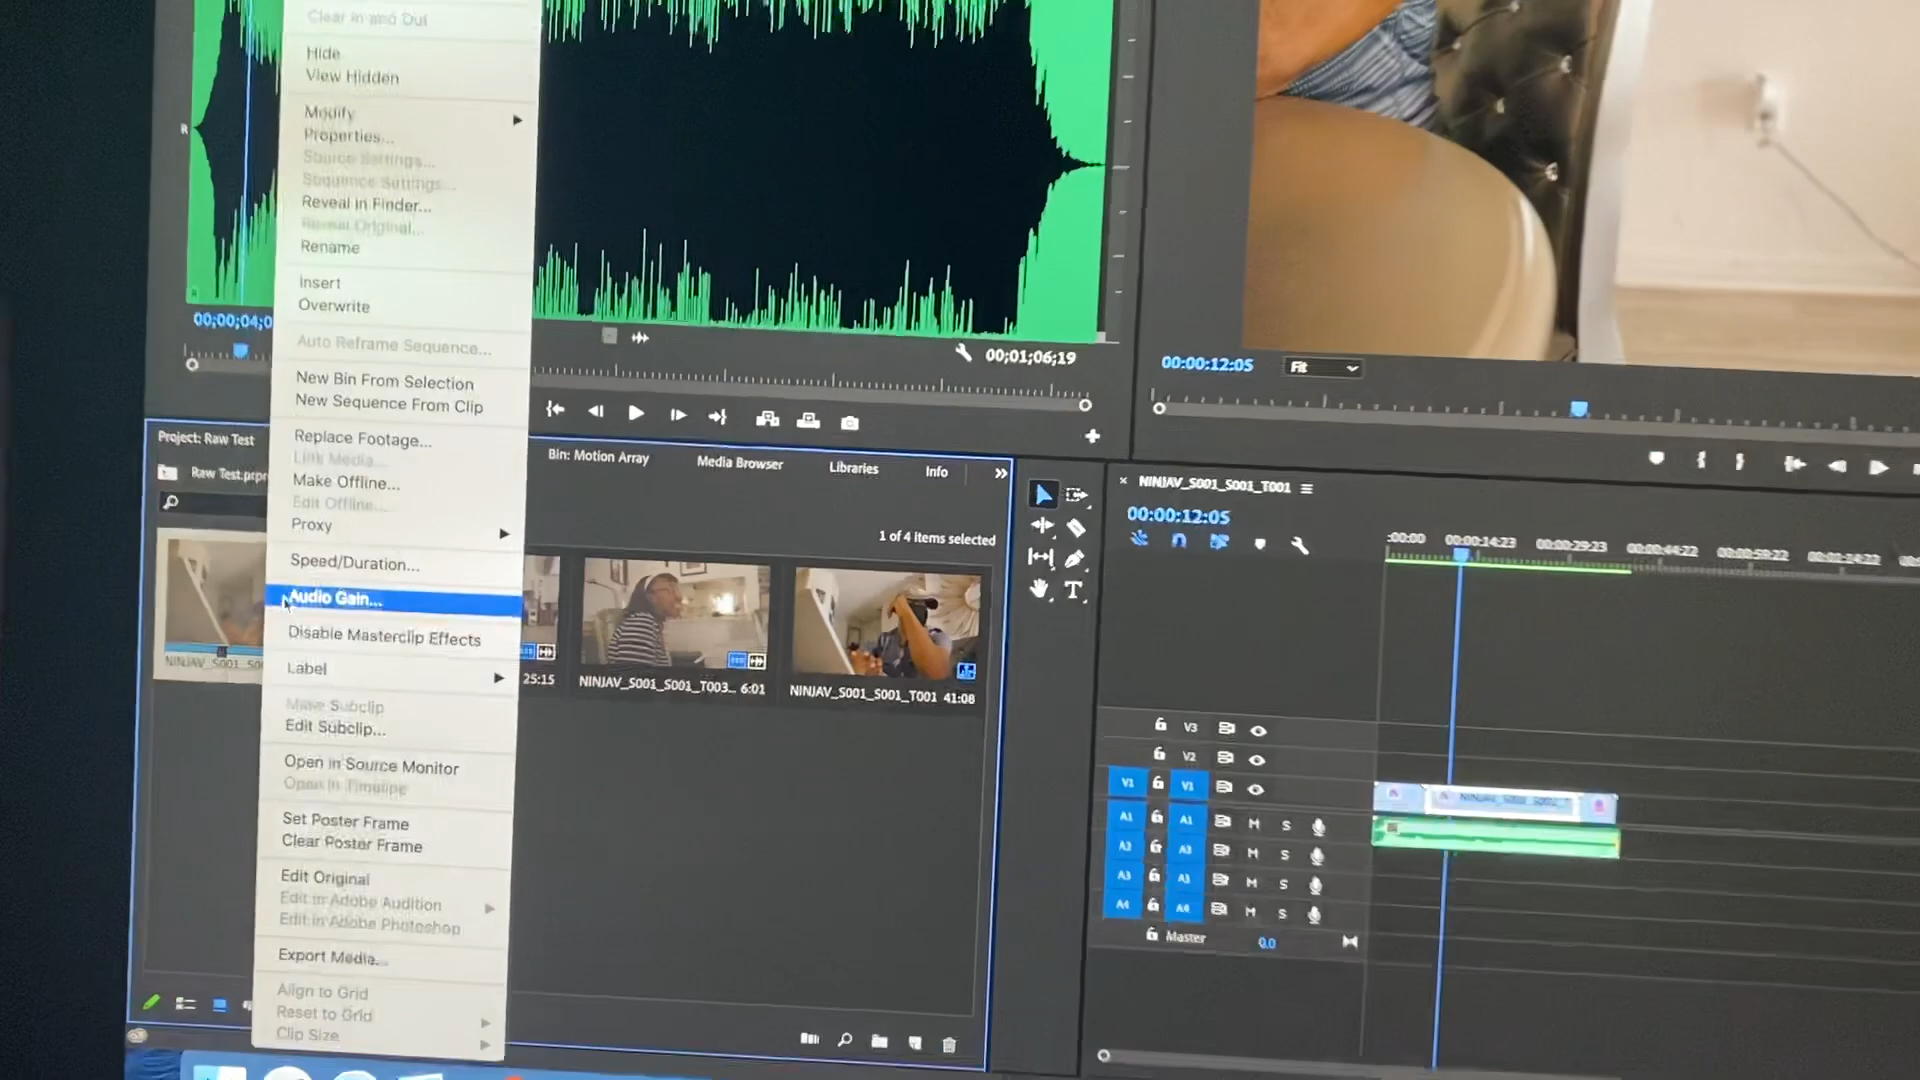 Clear In and Out
Hide
View Hidden
Modify
Properties...
Source Settings...
Sequence Settings...
Reveal in Finder...
Reveal Original...
Rename
Insert
Overwrite
Auto Reframe Sequence...
New Bin From Selection
New Sequence From Clip
Replace Footage...
Link Media...
Make Offline...
Edit Offline...
Proxy
Speed/Duration...
Audio Gain...
Disable Masterclip Effects
Label
Make Subclip
Edit Subclip...
Open in Source Monitor
Open in Timeline
Set Poster Frame
Clear Poster Frame
Edit Original
Edit in Adobe Audition
Edit in Adobe Photoshop
Export Media...
Align to Grid
Reset to Grid
Clip Size
R
00;00;04;0
00;01;06;19
Project: Raw Test
Raw Test.prpr
Bin: Motion Array
Media Browser
Libraries
Info
1 of 4 items selected
NINJAV_S001_S00
25:15
NINJAV_S001_S001_T003... 6:01
NINJAV_S001_S001_T001 41:08
00:00:12:05
Fit
× NINJAV_S001_S001_T001
00:00:12:05
:00:00 00:00:14:23 00:00:29:23 00:00:44:22 00:00:59:22 00:01:14:22
T
V3
V2
V1 V1
A1 A1 M S
A2 A2 M S
A3 A3 M S
A4 A4 M S
Master 0.0